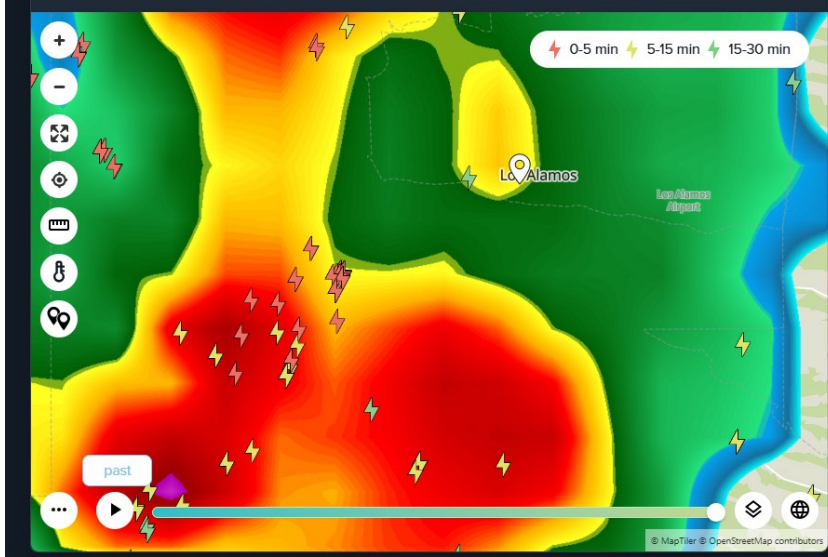 0-5 min 5-15 min 15-30 min
Los Alamos
Los Alamos
Airport
past
© MapTiler © OpenStreetMap contributors